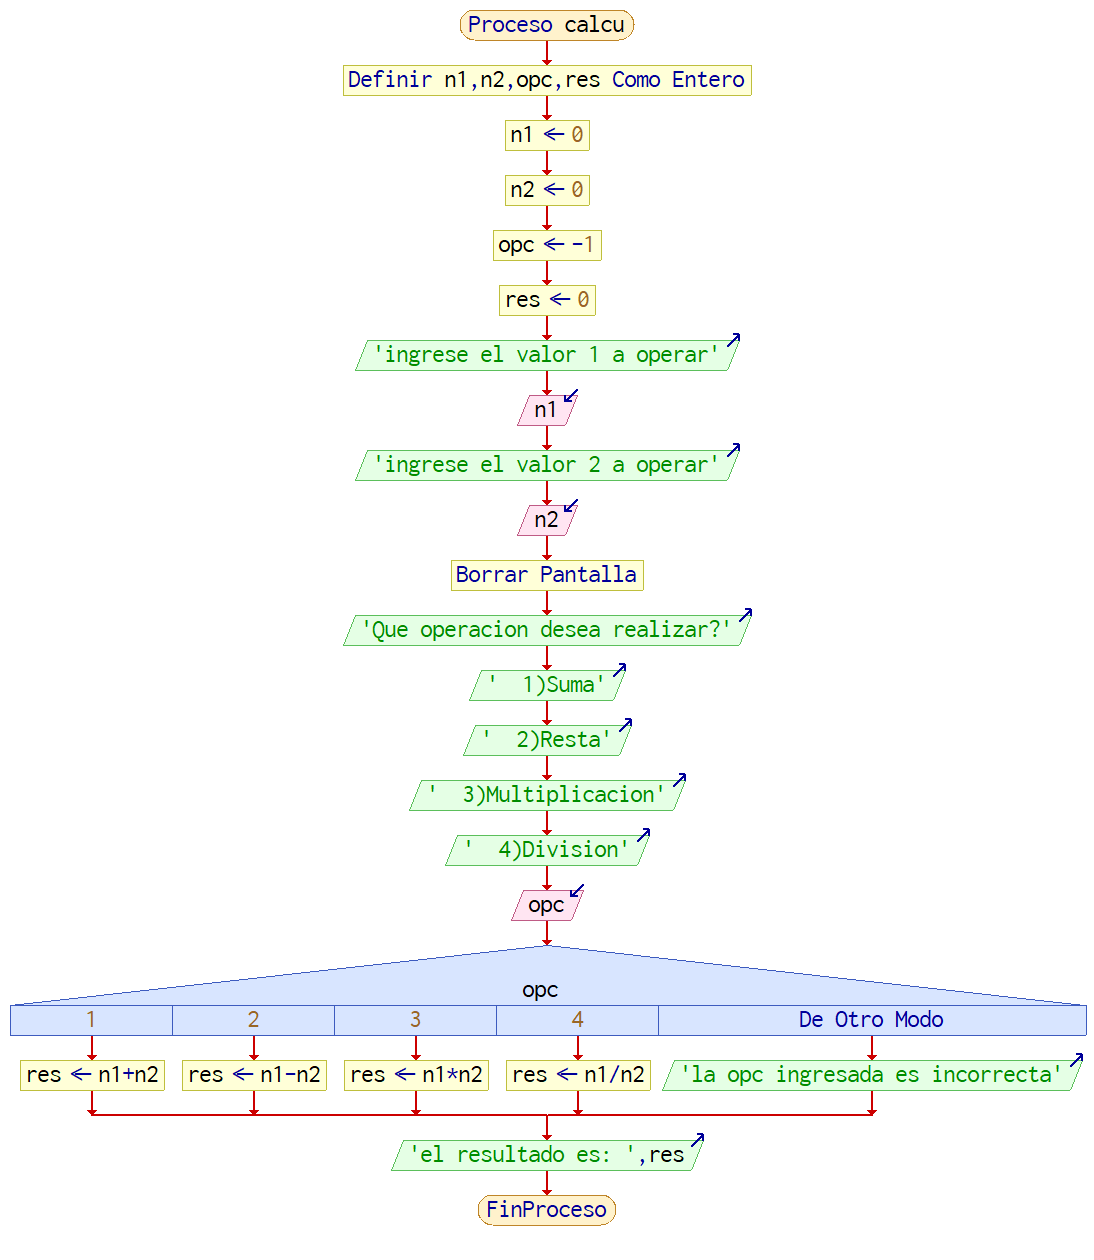 Proceso calcu
Definir n1,n2,opc,res Como Entero
n1 ← 0
n2 ← 0
opc ← -1
res ← 0
'ingrese el valor 1 a operar'
n1
'ingrese el valor 2 a operar'
n2
Borrar Pantalla
'Que operacion desea realizar?'
'  1)Suma'
'  2)Resta'
'  3)Multiplicacion'
'  4)Division'
opc
opc
1 2 3 4 De Otro Modo
res ← n1+n2 res ← n1-n2 res ← n1*n2 res ← n1/n2 'la opc ingresada es incorrecta'
'el resultado es: ',res
FinProceso